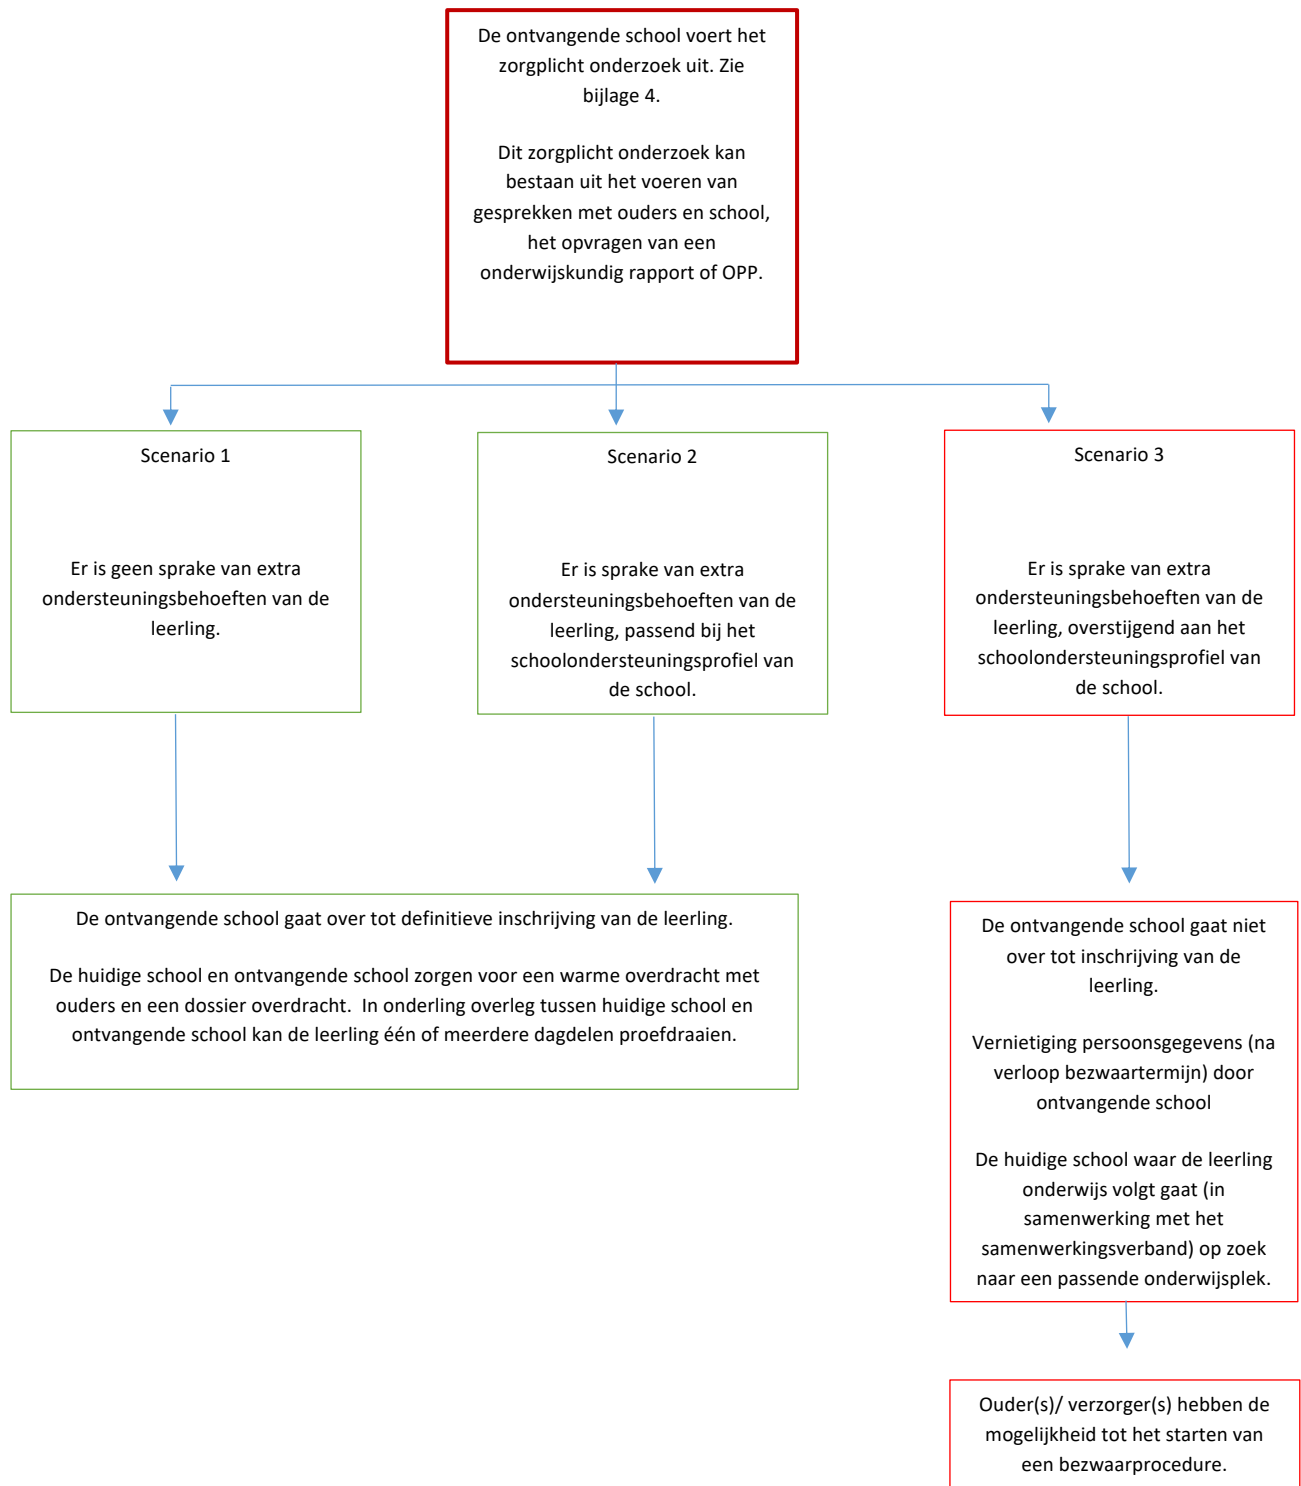 De ontvangende school voert het
zorgplicht onderzoek uit. Zie
bijlage 4.
Dit zorgplicht onderzoek kan
bestaan uit het voeren van
gesprekken met ouders en school,
het opvragen van een
onderwijskundig rapport of OPP.
Scenario 1
Er is geen sprake van extra
ondersteuningsbehoeften van de
leerling.
Scenario 2
Er is sprake van extra
ondersteuningsbehoeften van de
leerling, passend bij het
schoolondersteuningsprofiel van
de school.
Scenario 3
Er is sprake van extra
ondersteuningsbehoeften van de
leerling, overstijgend aan het
schoolondersteuningsprofiel van
de school.
De ontvangende school gaat over tot definitieve inschrijving van de leerling.
De huidige school en ontvangende school zorgen voor een warme overdracht met
ouders en een dossier overdracht.  In onderling overleg tussen huidige school en
ontvangende school kan de leerling één of meerdere dagdelen proefdraaien.
De ontvangende school gaat niet
over tot inschrijving van de
leerling.
Vernietiging persoonsgegevens (na
verloop bezwaartermijn) door
ontvangende school
De huidige school waar de leerling
onderwijs volgt gaat (in
samenwerking met het
samenwerkingsverband) op zoek
naar een passende onderwijsplek.
Ouder(s)/ verzorger(s) hebben de
mogelijkheid tot het starten van
een bezwaarprocedure.